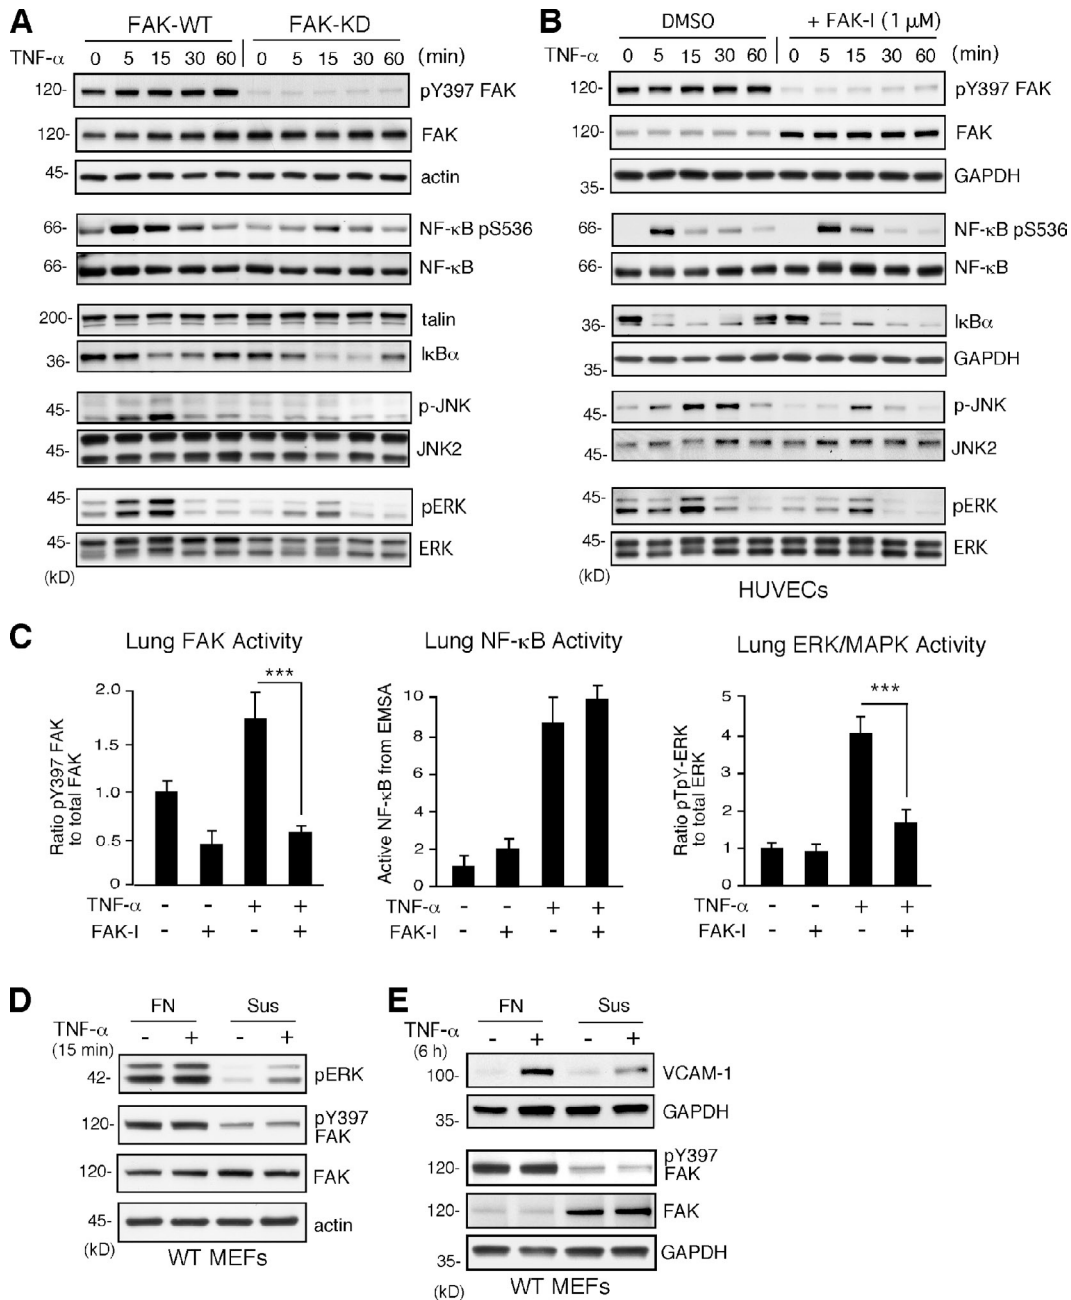 A
FAK-WT FAK-KD
TNF-α 0 5 15 30 60 0 5 15 30 60 (min)
120- pY397 FAK
120- FAK
45- actin
66- NF-κB pS536
66- NF-κB
200- talin
36- IκBα
45- p-JNK
45- JNK2
45- pERK
45- ERK
(kD)
B
DMSO + FAK-I (1 μM)
TNF-α 0 5 15 30 60 0 5 15 30 60 (min)
120- pY397 FAK
120- FAK
35- GAPDH
66- NF-κB pS536
66- NF-κB
36- IκBα
35- GAPDH
45- p-JNK
45- JNK2
45- pERK
45- ERK
(kD)
HUVECs
C
Lung FAK Activity
Ratio pY397 FAK
to total FAK
2.0
1.5
1.0
0.5
0
***
TNF-α - - + +
FAK-I - + - +
Lung NF-κB Activity
Active NF-κB from EMSA
10
8
6
4
2
0
- - + +
- + - +
Lung ERK/MAPK Activity
Ratio pTpY-ERK
to total ERK
5
4
3
2
1
0
***
TNF-α - - + +
FAK-I - + - +
D
FN Sus
TNF-α - + - +
(15 min)
42- pERK
120- pY397
FAK
120- FAK
45- actin
(kD)
WT MEFs
E
FN Sus
TNF-α - + - +
(6 h)
100- VCAM-1
35- GAPDH
120- pY397
FAK
120- FAK
35- GAPDH
(kD)
WT MEFs